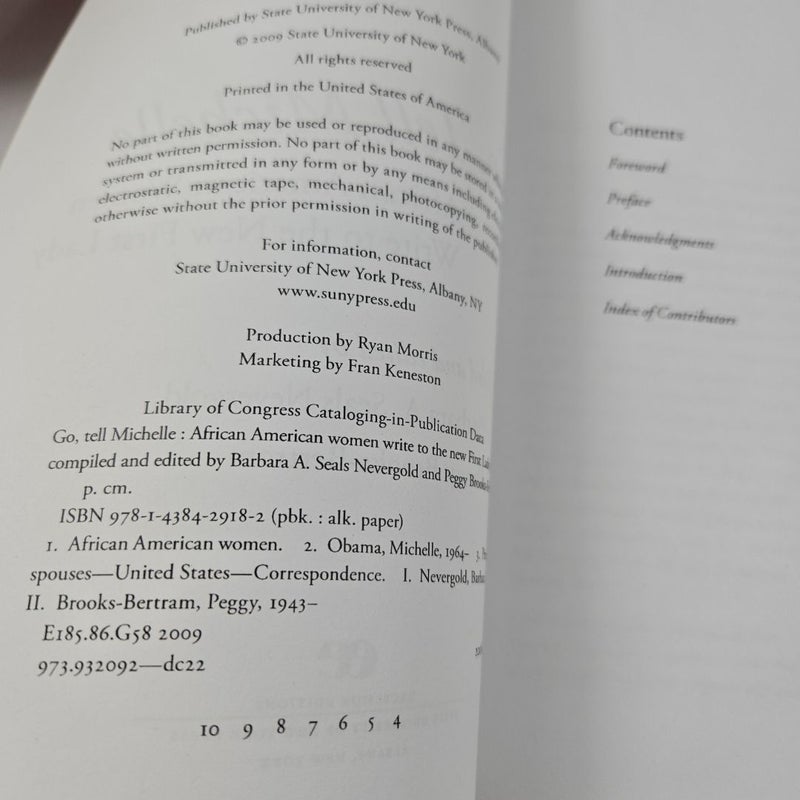 Published by State University of New York Press, Albany
© 2009 State University of New York
All rights reserved
Printed in the United States of America
No part of this book may be used or reproduced in any manner
without written permission. No part of this book may be stored in
system or transmitted in any form or by any means including
electrostatic, magnetic tape, mechanical, photocopying,
otherwise without the prior permission in writing of the publisher
For information, contact
State University of New York Press, Albany, NY
www.sunypress.edu
Production by Ryan Morris
Marketing by Fran Keneston
Library of Congress Cataloging-in-Publication Data
Go, tell Michelle : African American women write to the new First
compiled and edited by Barbara A. Seals Nevergold and Peggy
p. cm.
ISBN 978-1-4384-2918-2 (pbk. : alk. paper)
1. African American women. 2. Obama, Michelle, 1964– 3.
spouses—United States—Correspondence. I. Nevergold,
II. Brooks-Bertram, Peggy, 1943–
E185.86.G58 2009
973.932092—dc22
10 9 8 7 6 5 4
Contents
Foreword
Preface
Acknowledgments
Introduction
Index of Contributors